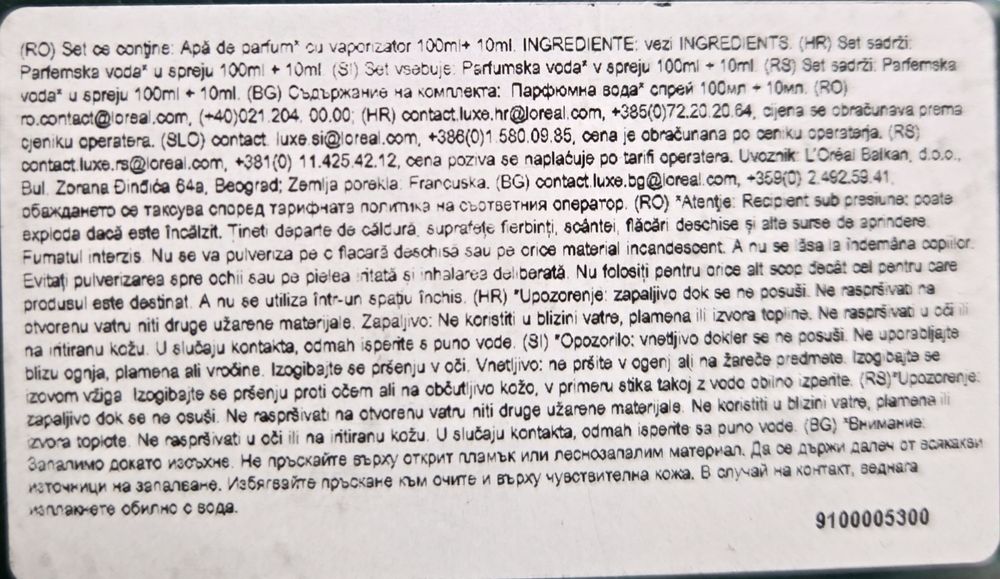 (RO) Set ce conţine: Apă de parfum* cu vaporizator 100ml+ 10ml. INGREDIENTE: vezi INGREDIENTS. (HR) Set sadrži:
Parfemska voda* u spreju 100ml + 10ml. (SI) Set vsebuje: Parfumska voda* v spreju 100ml + 10ml. (RS) Set sadrži: Parfemska
voda* u spreju 100ml + 10ml. (BG) Съдържание на комплекта: Парфюмна вода* спрей 100мл + 10мл. (RO)
ro.contact@loreal.com, (+40)021.204. 00.00; (HR) contact.luxe.hr@loreal.com, +385(0)72.20.20.64, cijena se obračunava prema
cjeniku operatera. (SLO) contact. luxe.si@loreal.com, +386(0)1.580.09.85, cena je obračunana po ceniku operaterja. (RS)
contact.luxe.rs@loreal.com, +381(0) 11.425.42.12, cena poziva se naplaćuje po tarifi operatera. Uvoznik: L'Oréal Balkan, d.o.o.,
Bul. Zorana Đinđića 64a, Beograd; Zemlja porekla: Francuska. (BG) contact.luxe.bg@loreal.com, +359(0) 2.492.59.41,
обаждането се таксува според тарифната политика на съответния оператор. (RO) *Atenţie: Recipient sub presiune: poate
exploda dacă este încălzit. Ţineţi departe de căldură, suprafeţe fierbinţi, scântei, flăcări deschise şi alte surse de aprindere.
Fumatul interzis. Nu se va pulveriza pe o flacară deschisă sau pe orice material incandescent. A nu se lăsa la îndemâna copiilor.
Evitaţi pulverizarea spre ochii sau pe pielea iritată şi inhalarea deliberată. Nu folosiţi pentru orice alt scop decât cel pentru care
produsul este destinat. A nu se utiliza într-un spaţiu închis. (HR) *Upozorenje: zapaljivo dok se ne posuši. Ne raspršivati na
otvorenu vatru niti druge užarene materijale. Zapaljivo: Ne koristiti u blizini vatre, plamena ili izvora topline. Ne raspršivati u oči ili
na iritiranu kožu. U slučaju kontakta, odmah isperite s puno vode. (SI) *Opozorilo: vnetljivo dokler se ne posuši. Ne uporabljajte
blizu ognja, plamena ali vročine. Izogibajte se pršenju v oči. Vnetljivo: ne pršite v ogenj ali na žareče predmete. Izogibajte se
izovom vžiga Izogibajte se pršenju proti očem ali na občutljivo kožo, v primeru stika takoj z vodo obilno izperite. (RS)*Upozorenje:
zapaljivo dok se ne osuši. Ne raspršivati na otvorenu vatru niti druge užarene materijale. Ne koristiti u blizini vatre, plamena ili
izvora toplote. Ne raspršivati u oči ili na iritiranu kožu. U slučaju kontakta, odmah isperite sa puno vode. (BG) *Внимание:
Запалимо докато изсъхне. Не пръскайте върху открит пламък или леснозапалим материал. Да се държи далеч от всякакви
източници на запалване. Избягвайте пръскане към очите и върху чувствителна кожа. В случай на контакт, веднага
изплакнете обилно с вода.
9100005300